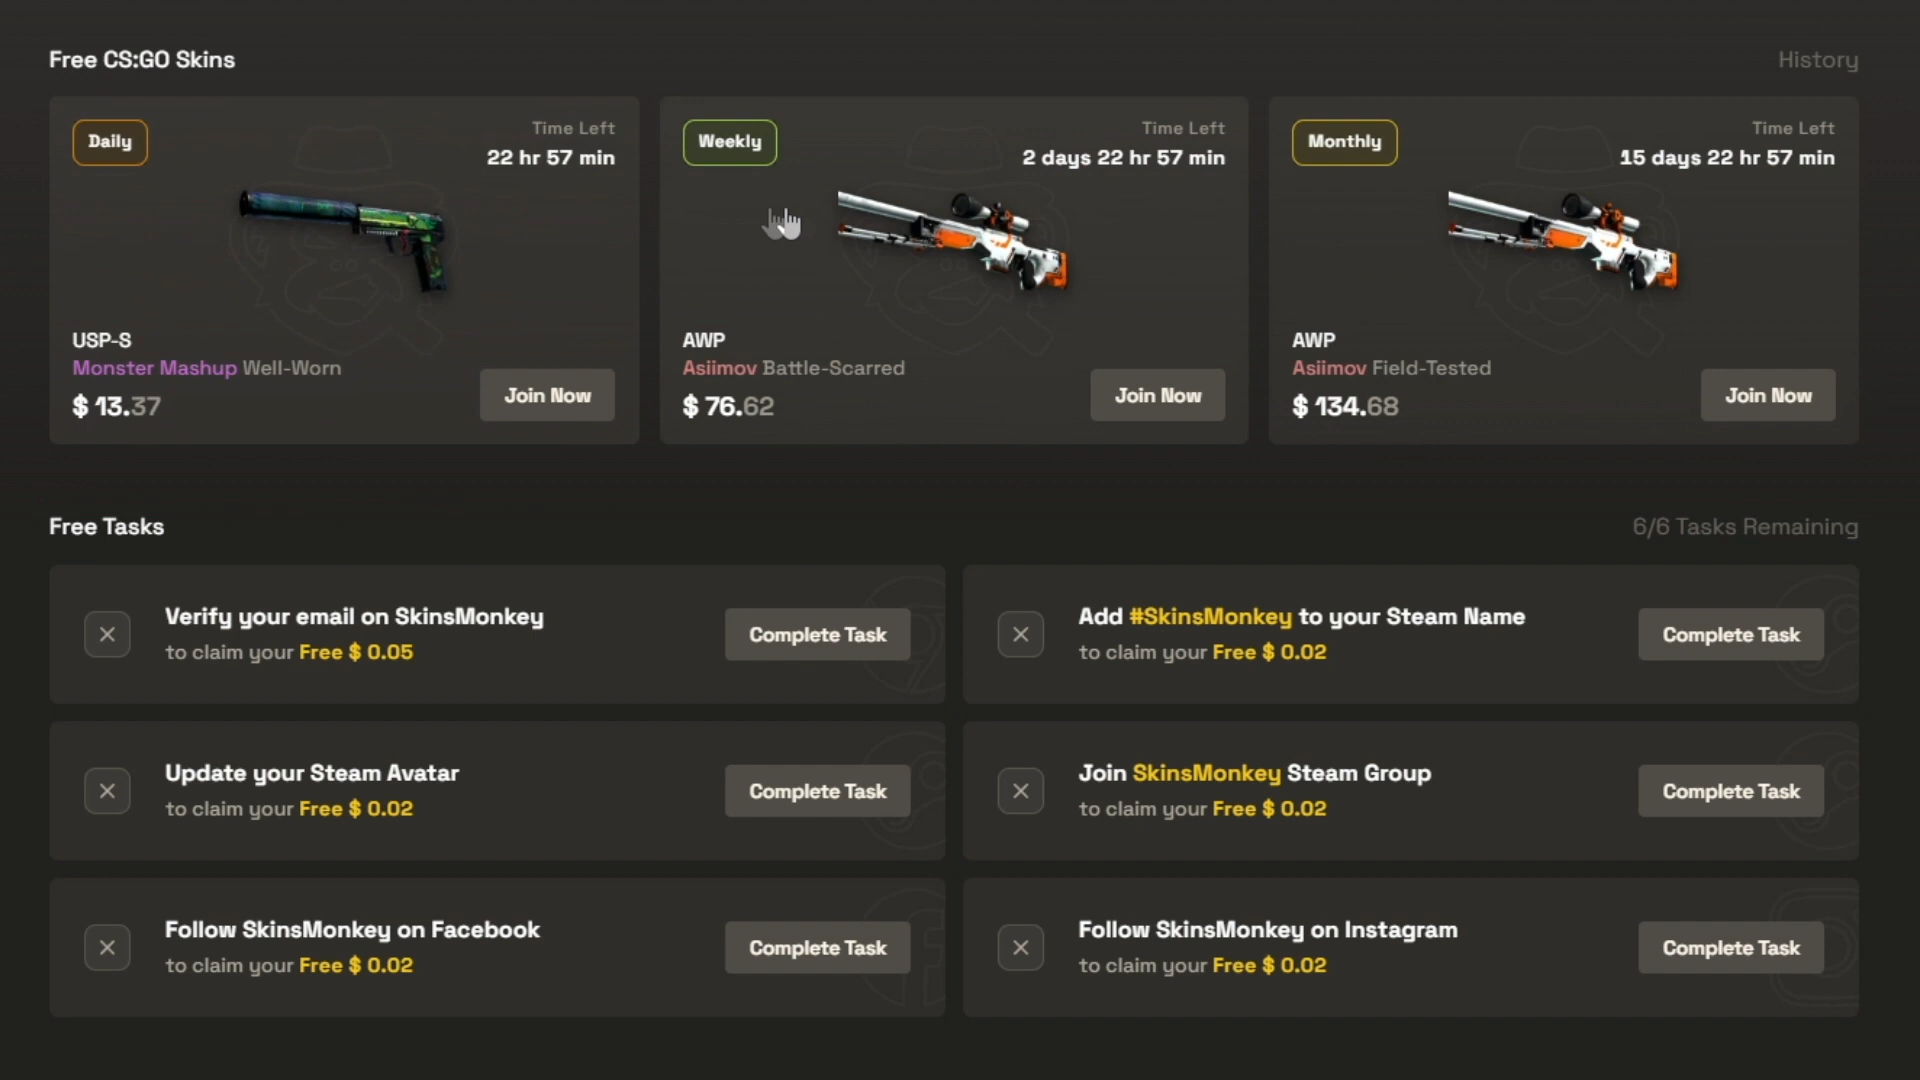 Free CS:GO Skins
History
Daily
Time Left
22 hr 57 min
USP-S
Monster Mashup Well-Worn
$ 13.37
Join Now
Weekly
Time Left
2 days 22 hr 57 min
AWP
Asiimov Battle-Scarred
$ 76.62
Join Now
Monthly
Time Left
15 days 22 hr 57 min
AWP
Asiimov Field-Tested
$ 134.68
Join Now
Free Tasks
6/6 Tasks Remaining
Verify your email on SkinsMonkey
to claim your Free $ 0.05
Complete Task
Add #SkinsMonkey to your Steam Name
to claim your Free $ 0.02
Complete Task
Update your Steam Avatar
to claim your Free $ 0.02
Complete Task
Join SkinsMonkey Steam Group
to claim your Free $ 0.02
Complete Task
Follow SkinsMonkey on Facebook
to claim your Free $ 0.02
Complete Task
Follow SkinsMonkey on Instagram
to claim your Free $ 0.02
Complete Task